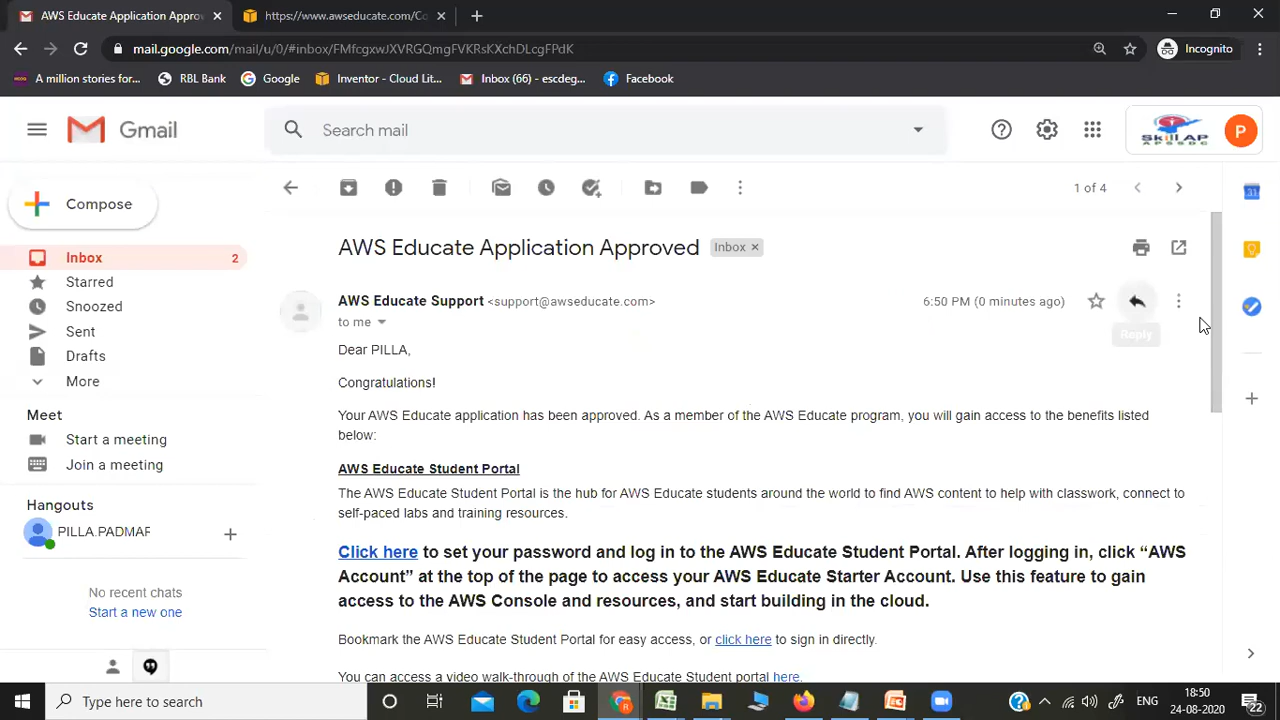 AWS Educate Application Approv
https://www.awseducate.com/Co
mail.google.com/mail/u/0/#inbox/FMfcgxwJXVRGQmgFVKRsKXchDLcgFPdK
Incognito
A million stories for...
RBL Bank
Google
Inventor - Cloud Lit...
Inbox (66) - escdeg...
Facebook
Gmail
Search mail
SKill AP
APSSDC
P
Compose
1 of 4
Inbox
2
Starred
Snoozed
Sent
Drafts
More
Meet
Start a meeting
Join a meeting
Hangouts
PILLA.PADMAR
No recent chats
Start a new one
AWS Educate Application Approved
Inbox
AWS Educate Support <support@awseducate.com>
6:50 PM (0 minutes ago)
to me
Reply
Dear PILLA,
Congratulations!
Your AWS Educate application has been approved. As a member of the AWS Educate program, you will gain access to the benefits listed
below:
AWS Educate Student Portal
The AWS Educate Student Portal is the hub for AWS Educate students around the world to find AWS content to help with classwork, connect to
self-paced labs and training resources.
Click here to set your password and log in to the AWS Educate Student Portal. After logging in, click “AWS
Account” at the top of the page to access your AWS Educate Starter Account. Use this feature to gain
access to the AWS Console and resources, and start building in the cloud.
Bookmark the AWS Educate Student Portal for easy access, or click here to sign in directly.
You can access a video walk-through of the AWS Educate Student portal here.
Type here to search
ENG
18:50
24-08-2020
22